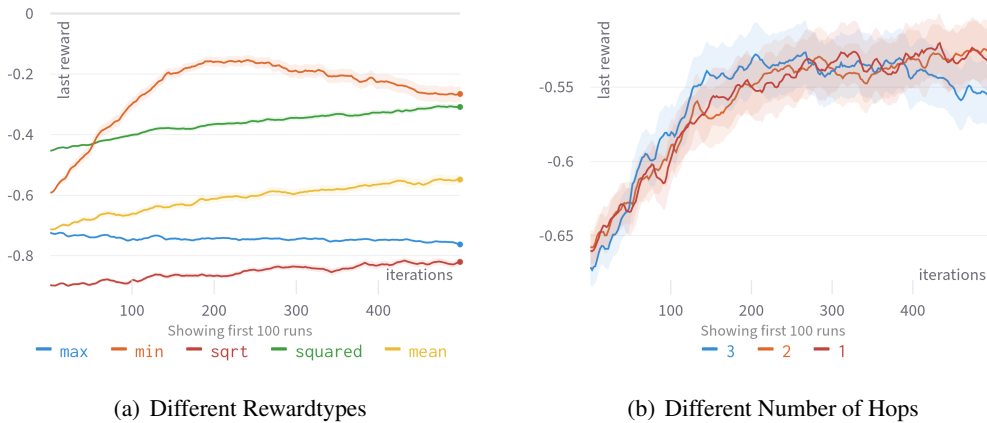 last reward
0
-0.2
-0.4
-0.6
-0.8
iterations
100 200 300 400
Showing first 100 runs
max min sqrt squared mean
(a) Different Rewardtypes
last reward
-0.55
-0.6
-0.65
iterations
100 200 300 400
Showing first 100 runs
3 2 1
(b) Different Number of Hops